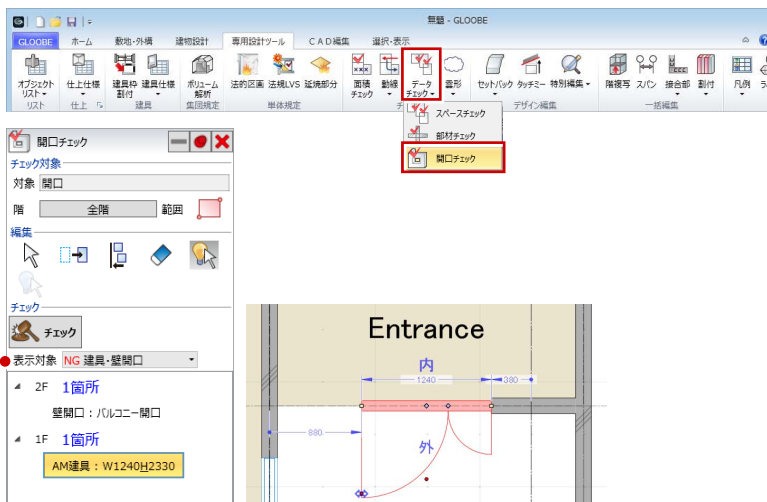 無題 - GLOOBE
GLOOBE ホーム 敷地・外構 建物設計 専用設計ツール CAD編集 選択・表示
オブジェクトリスト 仕上仕様 建具枠割付 建具仕様 ボリューム解析 法的区画 法規LVS 延焼部分 面積チェック 動線 データチェック 雲形 セットバック タッチミー 特別編集 階複写 スパン 接合部 割付 凡例
リスト 仕上 建具 集団規定 単体規定 チ デザイン編集 一括編集
スペースチェック
部材チェック
開口チェック
開口チェック
チェック対象
対象 開口
階 全階 範囲
編集
チェック
チェック
表示対象 NG 建具・壁開口
2F 1箇所
壁開口：バルコニー開口
1F 1箇所
AM建具：W1240H2330
Entrance
内
1240 380
880
外